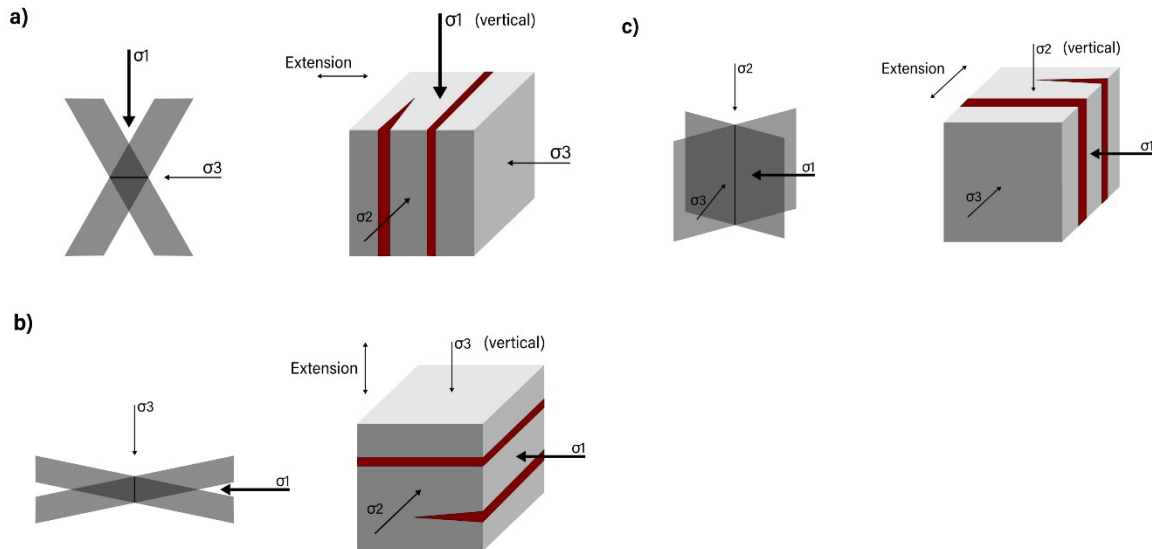 a)
σ1
σ3
σ1 (vertical)
Extension
σ3
σ2
b)
σ3
σ1
σ3 (vertical)
Extension
σ1
σ2
c)
σ2
σ1
σ3
σ2 (vertical)
Extension
σ1
σ3